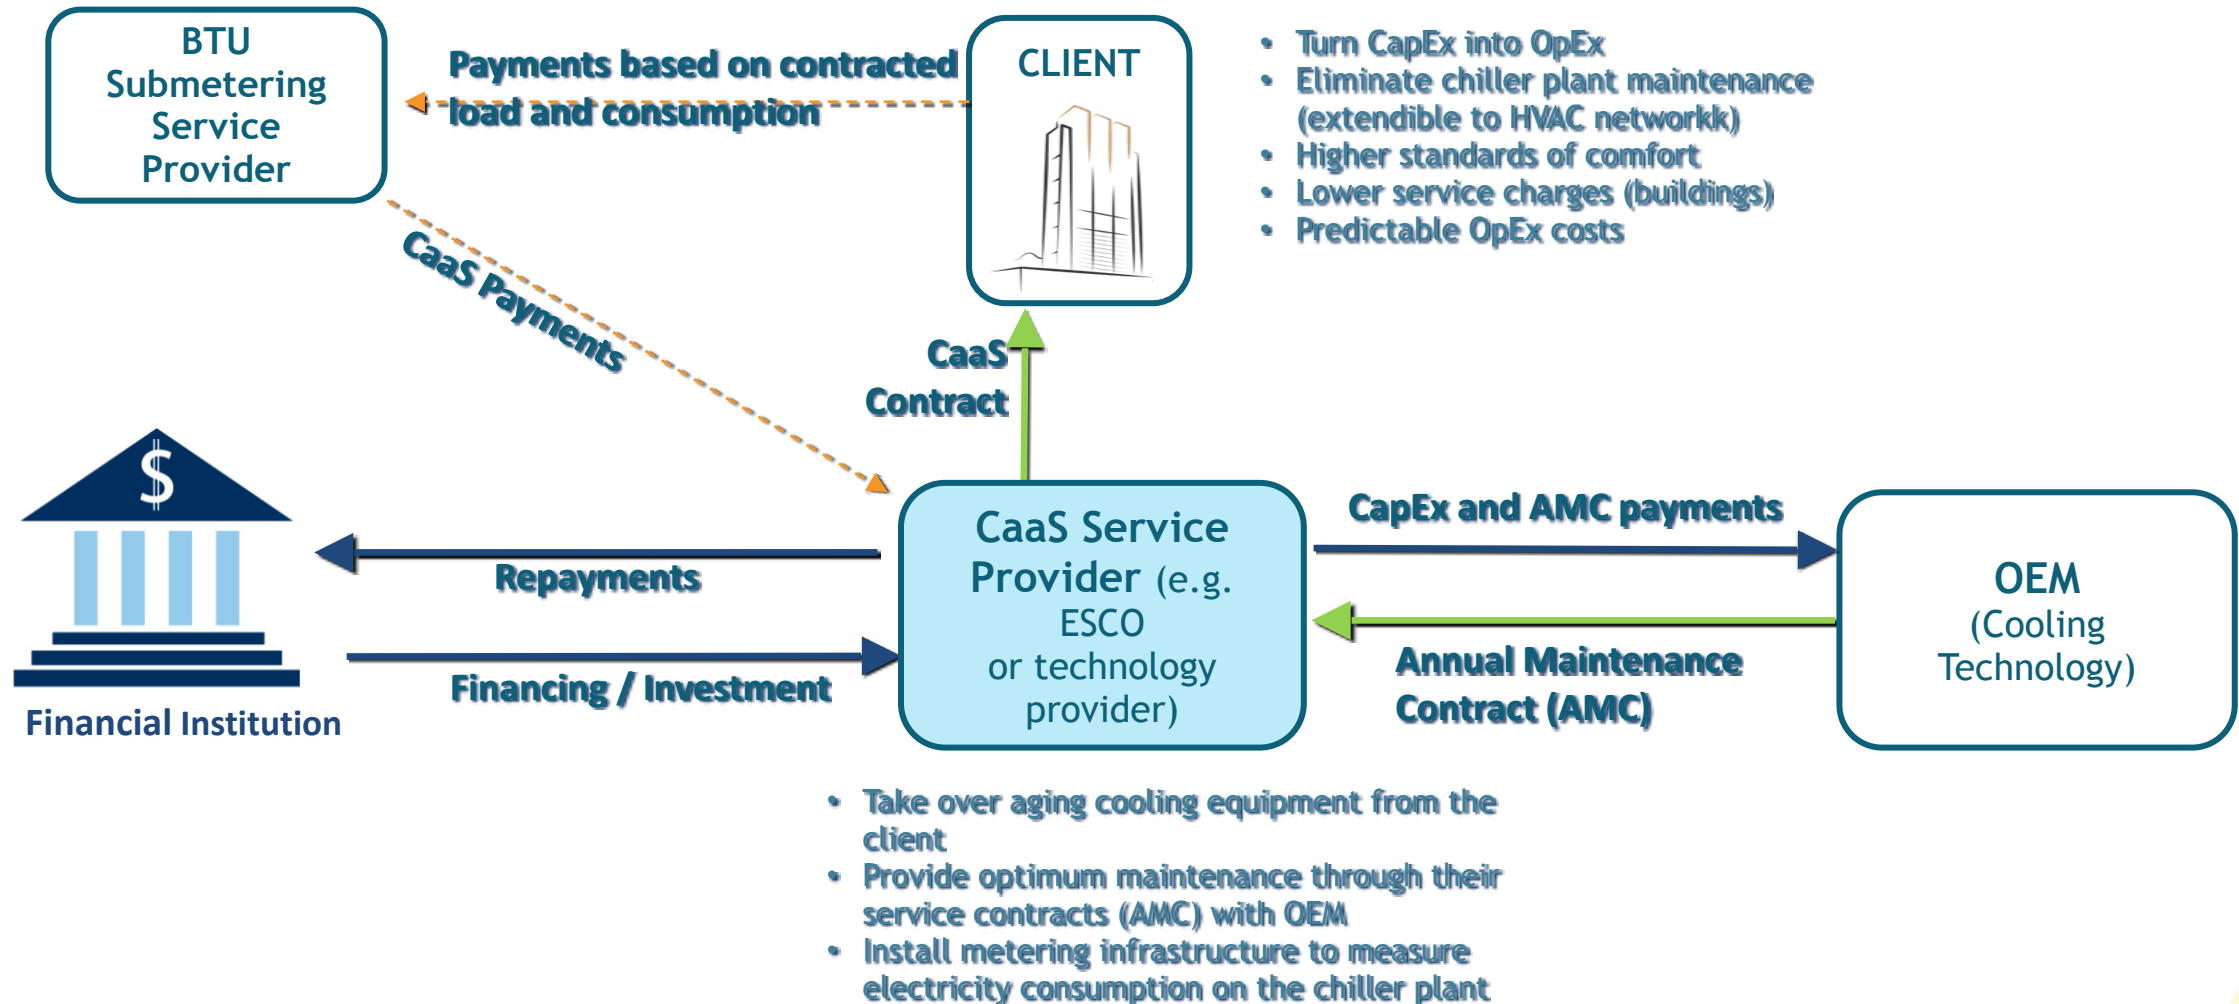 BTU
Submetering
Service
Provider
Payments based on contracted
load and consumption
CLIENT
• Turn CapEx into OpEx
• Eliminate chiller plant maintenance
(extendible to HVAC networkk)
• Higher standards of comfort
• Lower service charges (buildings)
• Predictable OpEx costs
CaaS Payments
CaaS
Contract
$
Financial Institution
Repayments
Financing / Investment
CaaS Service
Provider (e.g.
ESCO
or technology
provider)
CapEx and AMC payments
Annual Maintenance
Contract (AMC)
OEM
(Cooling
Technology)
• Take over aging cooling equipment from the
client
• Provide optimum maintenance through their
service contracts (AMC) with OEM
• Install metering infrastructure to measure
electricity consumption on the chiller plant